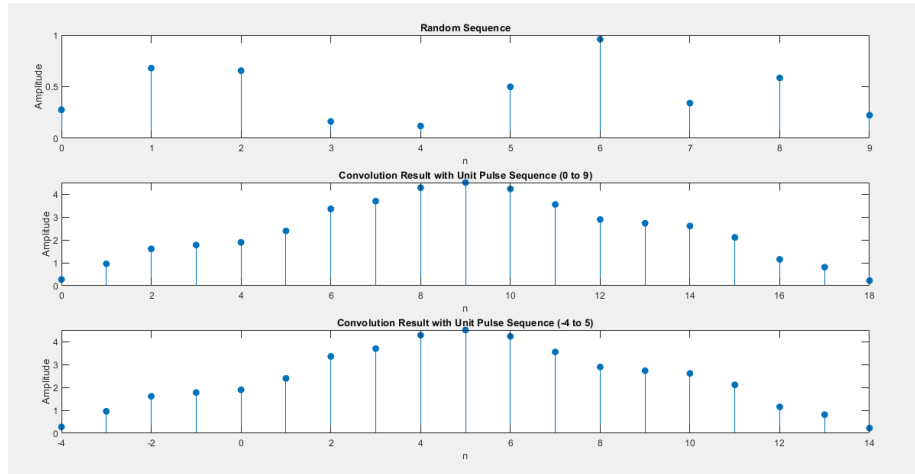 Random Sequence
1
0.5
0
Amplitude
0 1 2 3 4 5 6 7 8 9
n
Convolution Result with Unit Pulse Sequence (0 to 9)
4
3
2
1
0
Amplitude
0 2 4 6 8 10 12 14 16 18
n
Convolution Result with Unit Pulse Sequence (-4 to 5)
4
3
2
1
0
Amplitude
-4 -2 0 2 4 6 8 10 12 14
n